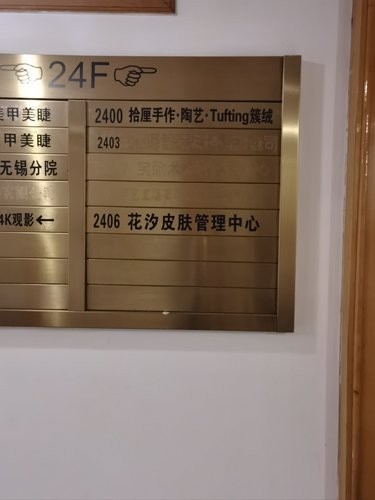 24F
美甲美睫
甲美睫
无锡分院
4K观影←
2400 拾厘手作·陶艺·Tufting簇绒
2403
2406 花汐皮肤管理中心